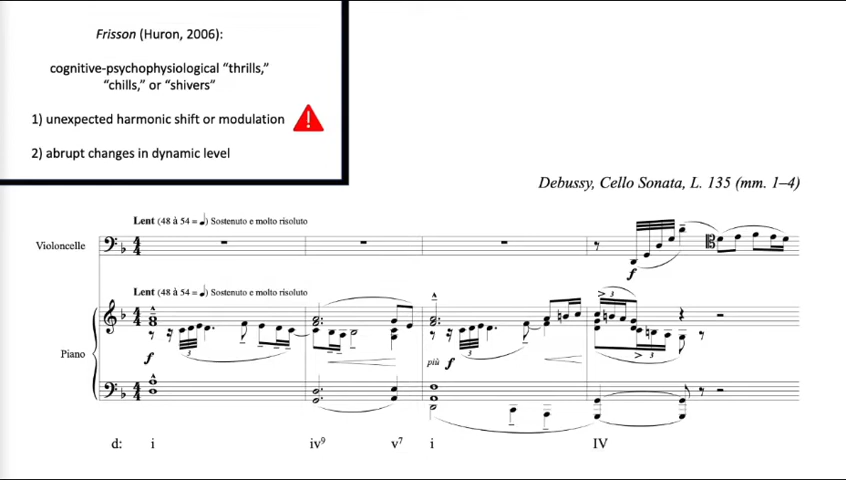 Frisson (Huron, 2006):
cognitive-psychophysiological “thrills,”
“chills,” or “shivers”
1) unexpected harmonic shift or modulation
2) abrupt changes in dynamic level
Debussy, Cello Sonata, L. 135 (mm. 1–4)
Lent (48 à 54 = ♩) Sostenuto e molto risoluto
Violoncelle
f
Lent (48 à 54 = ♩) Sostenuto e molto risoluto
3
3
3
Piano
f
più f
3
3
d: i iv⁹ v⁷ i IV